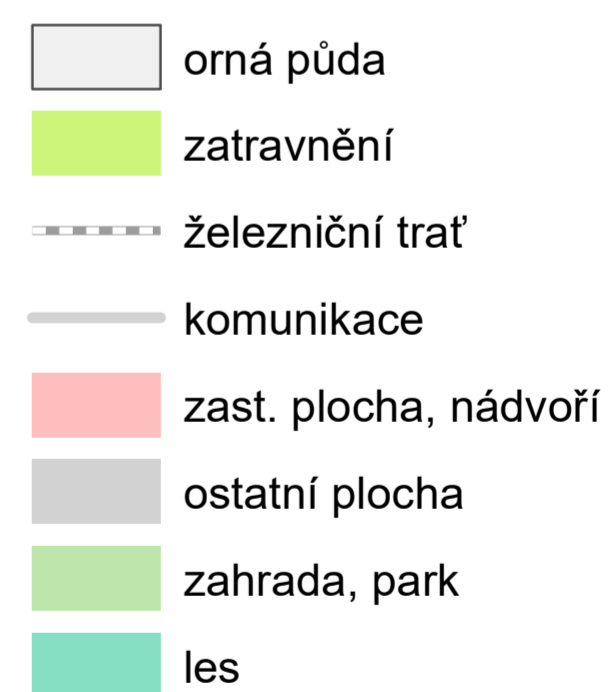 orná půda
zatravnění
železniční trať
komunikace
zast. plocha, nádvoří
ostatní plocha
zahrada, park
les